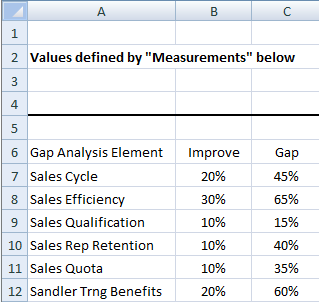 A B C
1
2 Values defined by "Measurements" below
3
4
5
6 Gap Analysis Element Improve Gap
7 Sales Cycle 20% 45%
8 Sales Efficiency 30% 65%
9 Sales Qualification 10% 15%
10 Sales Rep Retention 10% 40%
11 Sales Quota 10% 35%
12 Sandler Trng Benefits 20% 60%